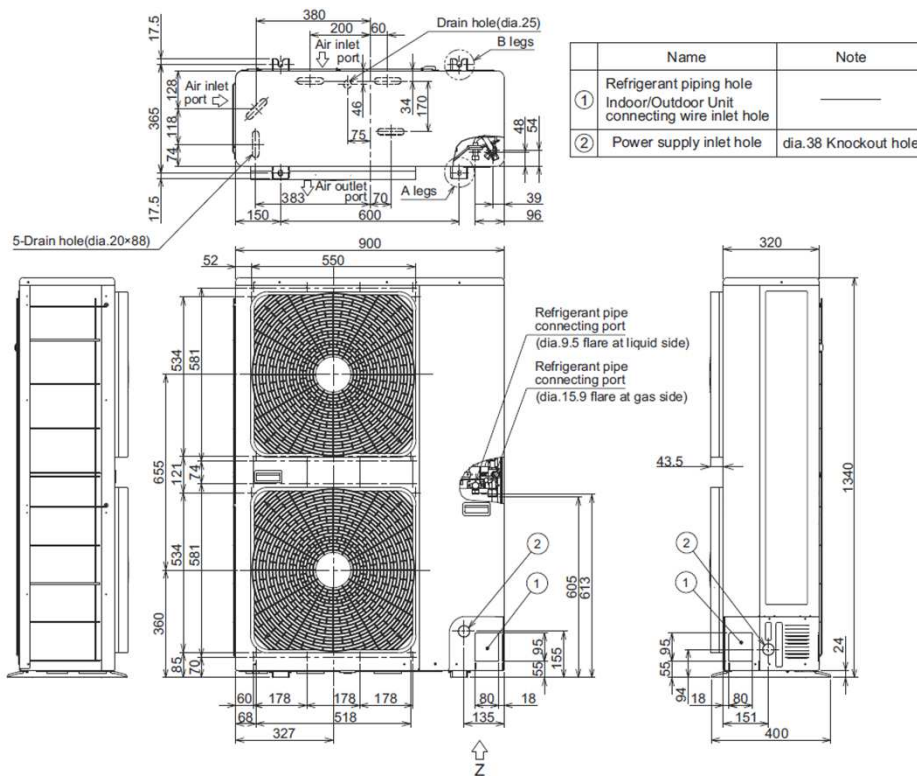 380
Drain hole(dia.25)
200
60
B legs
Air inlet
port
17.5
Air inlet
port
128
365
118
74
17.5
46
34
170
75
48
54
Air outlet
port
A legs
383
70
39
150
600
96
5-Drain hole(dia.20×88)
Name
Note
1
Refrigerant piping hole
Indoor/Outdoor Unit
connecting wire inlet hole
2
Power supply inlet hole
dia.38 Knockout hole
900
52
550
320
Refrigerant pipe
connecting port
(dia.9.5 flare at liquid side)
Refrigerant pipe
connecting port
(dia.15.9 flare at gas side)
534
581
655
121
74
534
581
360
85
70
43.5
1340
605
613
2
1
95
55
155
60
178
178
178
80
18
68
518
135
327
Z
2
1
95
55
94
18
80
151
24
400